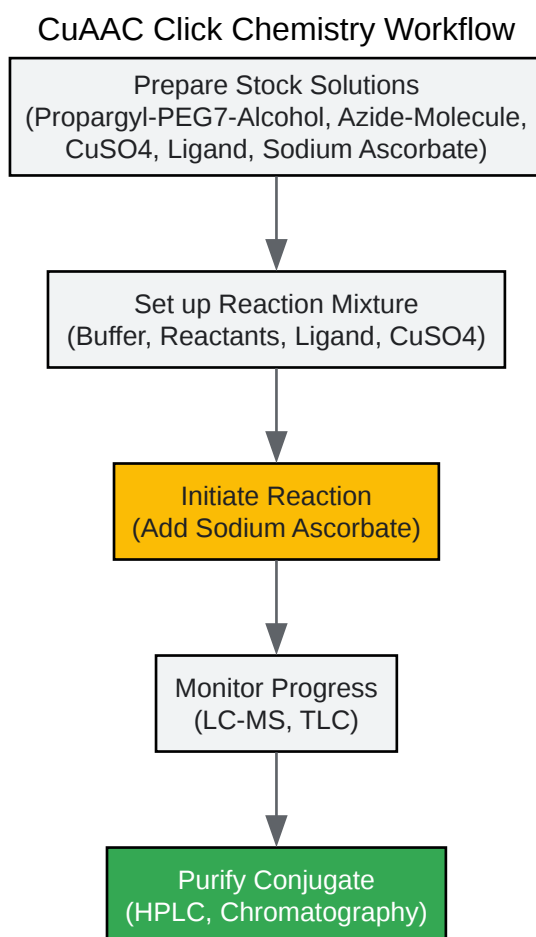 CuAAC Click Chemistry Workflow
Prepare Stock Solutions
(Propargyl-PEG7-Alcohol, Azide-Molecule,
CuSO4, Ligand, Sodium Ascorbate)
Set up Reaction Mixture
(Buffer, Reactants, Ligand, CuSO4)
Initiate Reaction
(Add Sodium Ascorbate)
Monitor Progress
(LC-MS, TLC)
Purify Conjugate
(HPLC, Chromatography)